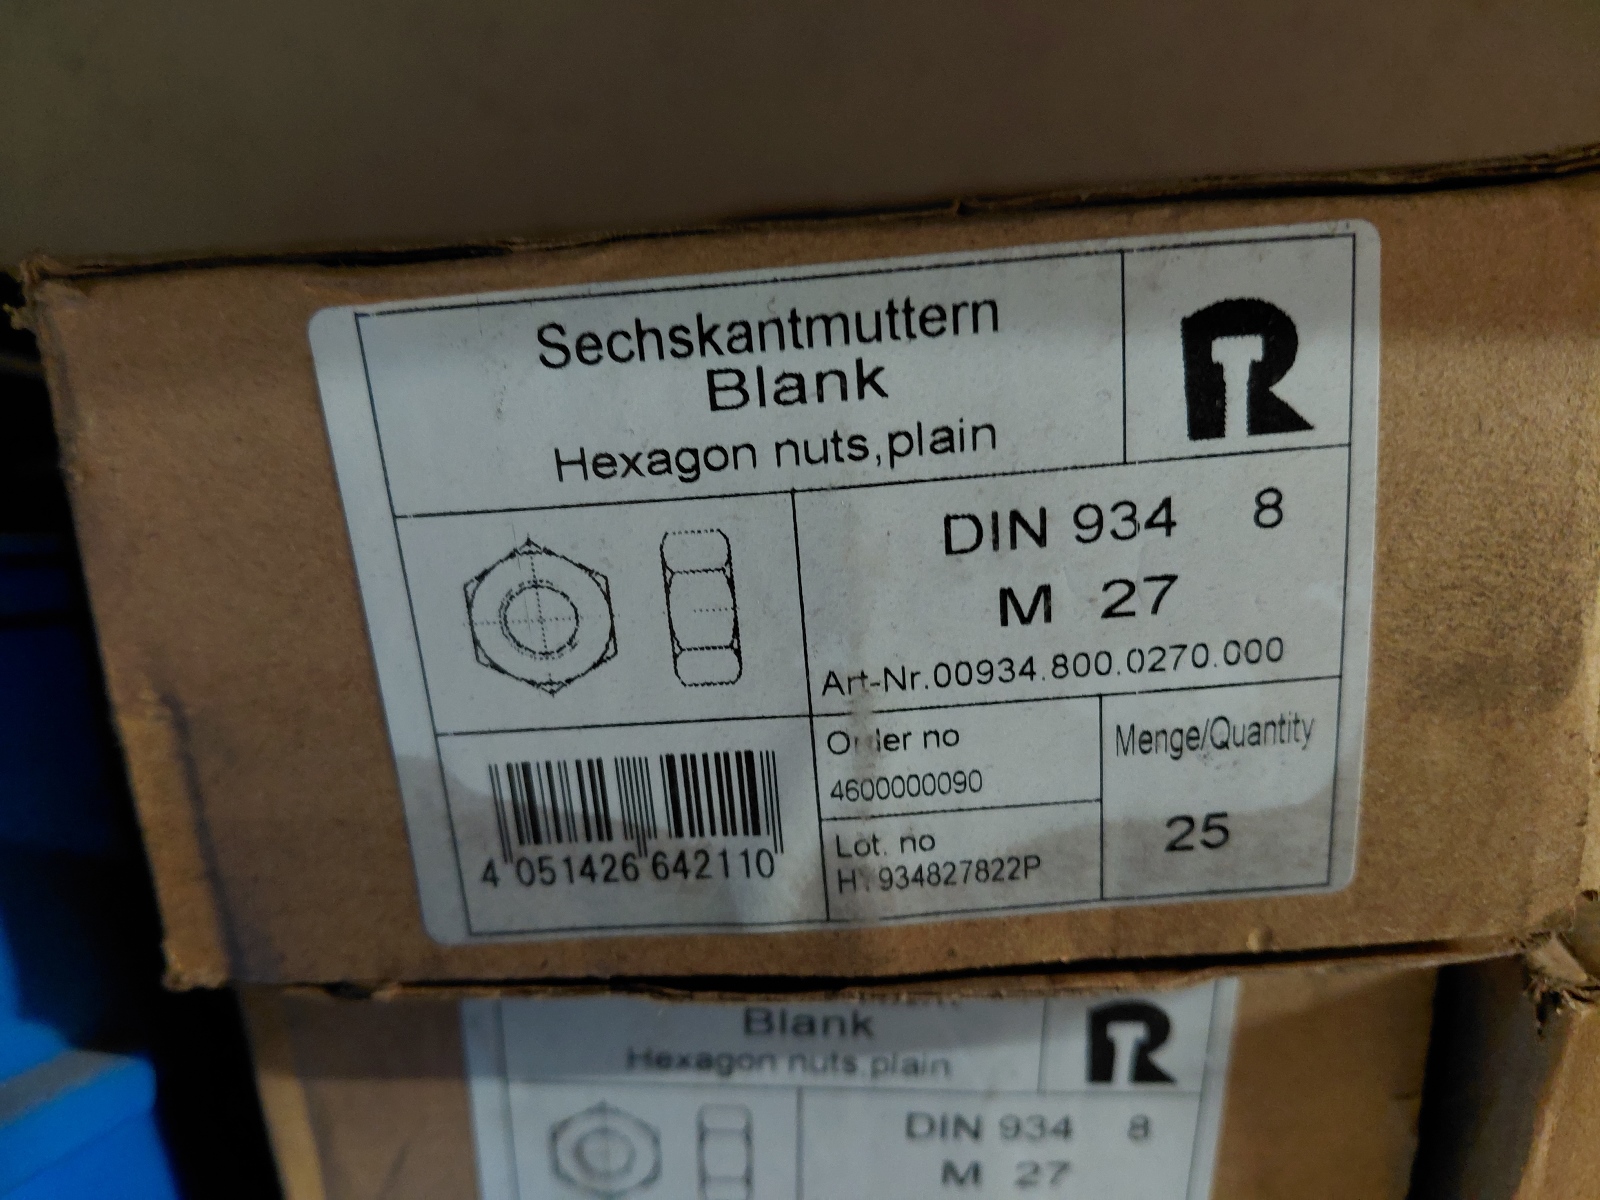 Sechskantmuttern
Blank
Hexagon nuts,plain
R
DIN 934 8
M 27
Art-Nr.00934.800.0270.000
Order no
4600000090
Menge/Quantity
25
Lot. no
H 934827822P
4 051426 642110
Blank
Hexagon nuts,plain
R
DIN 934 8
M 27